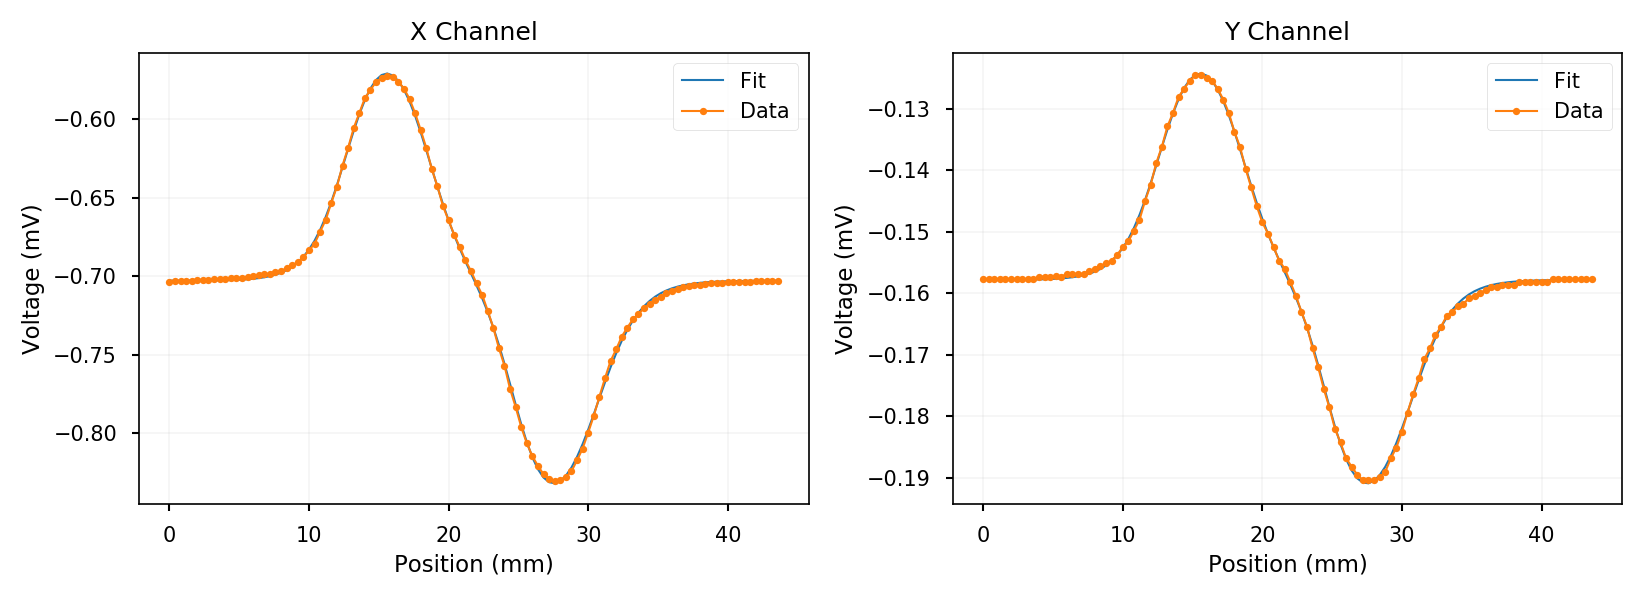 X Channel
Voltage (mV)
−0.60
−0.65
−0.70
−0.75
−0.80
Fit
Data
0 10 20 30 40
Position (mm)
Y Channel
Voltage (mV)
−0.13
−0.14
−0.15
−0.16
−0.17
−0.18
−0.19
Fit
Data
0 10 20 30 40
Position (mm)